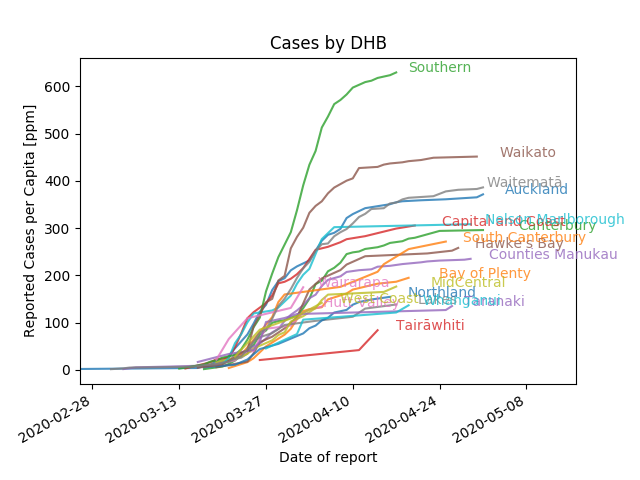 Cases by DHB
Reported Cases per Capita [ppm]
600
500
400
300
200
100
0
Southern
Waikato
Waitematā
Auckland
Nelson Marlborough
Capital and Coast
Canterbury
South Canterbury
Hawke's Bay
Counties Manukau
Bay of Plenty
MidCentral
Wairarapa
Northland
West Coast
Lakes
Whanganui
Taranaki
Hutt Valley
Tairāwhiti
2020-02-28
2020-03-13
2020-03-27
2020-04-10
2020-04-24
2020-05-08
Date of report